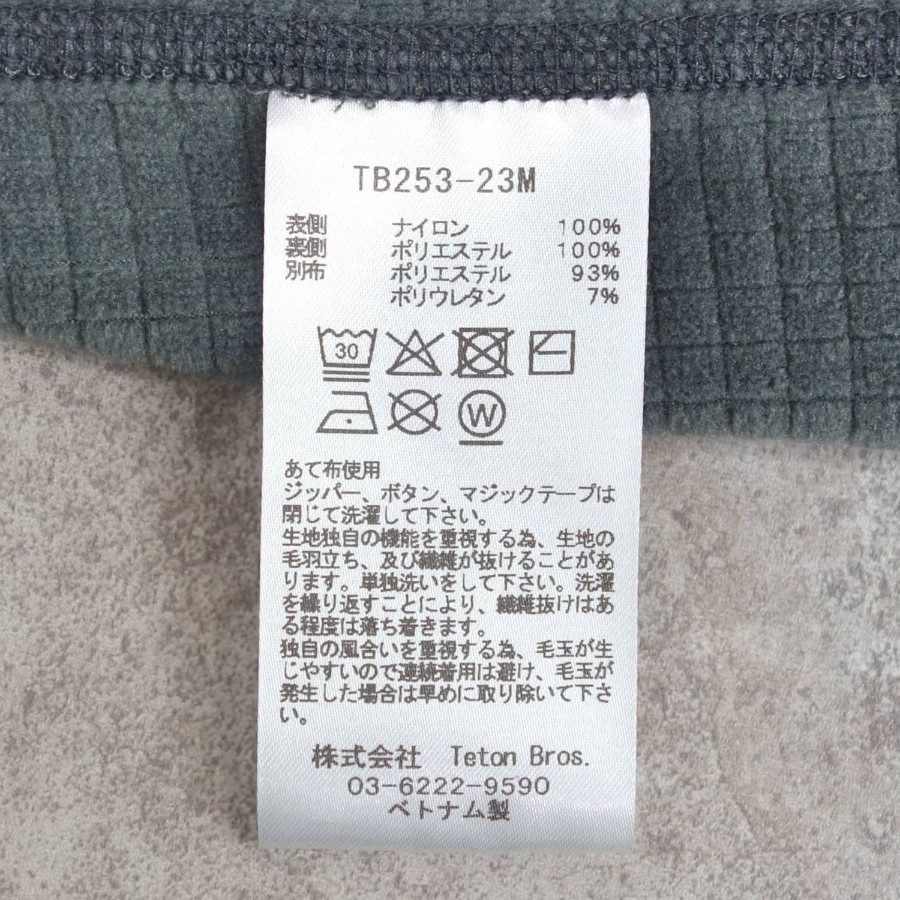 TB253-23M
表側 ナイロン 100%
裏側 ポリエステル 100%
別布 ポリエステル 93%
ポリウレタン 7%
30
W
あて布使用
ジッパー、ボタン、マジックテープは
閉じて洗濯して下さい。
生地独自の機能を重視する為、生地の
毛羽立ち、及び繊維が抜けることがあ
ります。単独洗いをして下さい。洗濯
を繰り返すことにより、繊維抜けはあ
る程度は落ち着きます。
独自の風合いを重視する為、毛玉が生
じやすいので連続着用は避け、毛玉が
発生した場合は早めに取り除いて下さ
い。
株式会社 Teton Bros.
03-6222-9590
ベトナム製